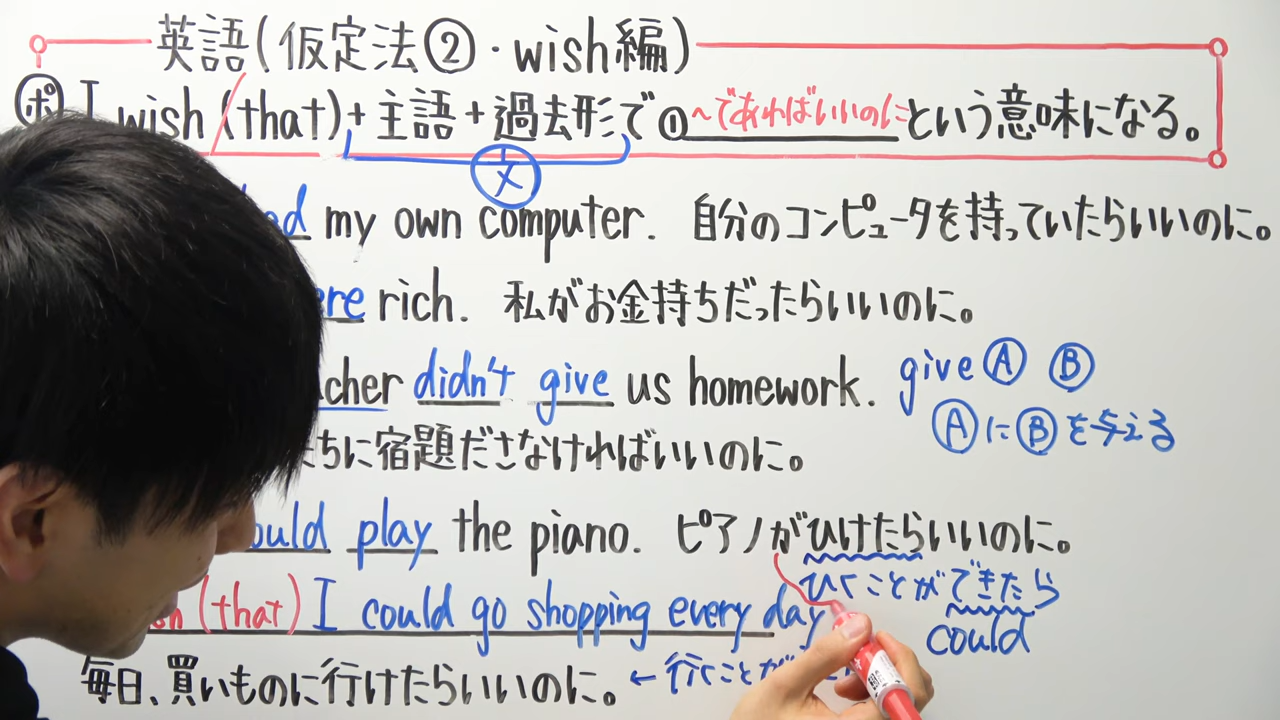 英語(仮定法②・wish編)
ポ I wish (that)+主語+過去形で①~であればいいのにという意味になる。
文
my own computer. 自分のコンピュータを持っていたらいいのに。
rich. 私がお金持ちだったらいいのに。
didn't give us homework. give Ⓐ Ⓑ
ⒶにⒷを与える
ちに宿題ださなければいいのに。
play the piano. ピアノがひけたらいいのに。
ひくことができたら
(that) I could go shopping every day
could
毎日、買いものに行けたらいいのに。 ←行くことが